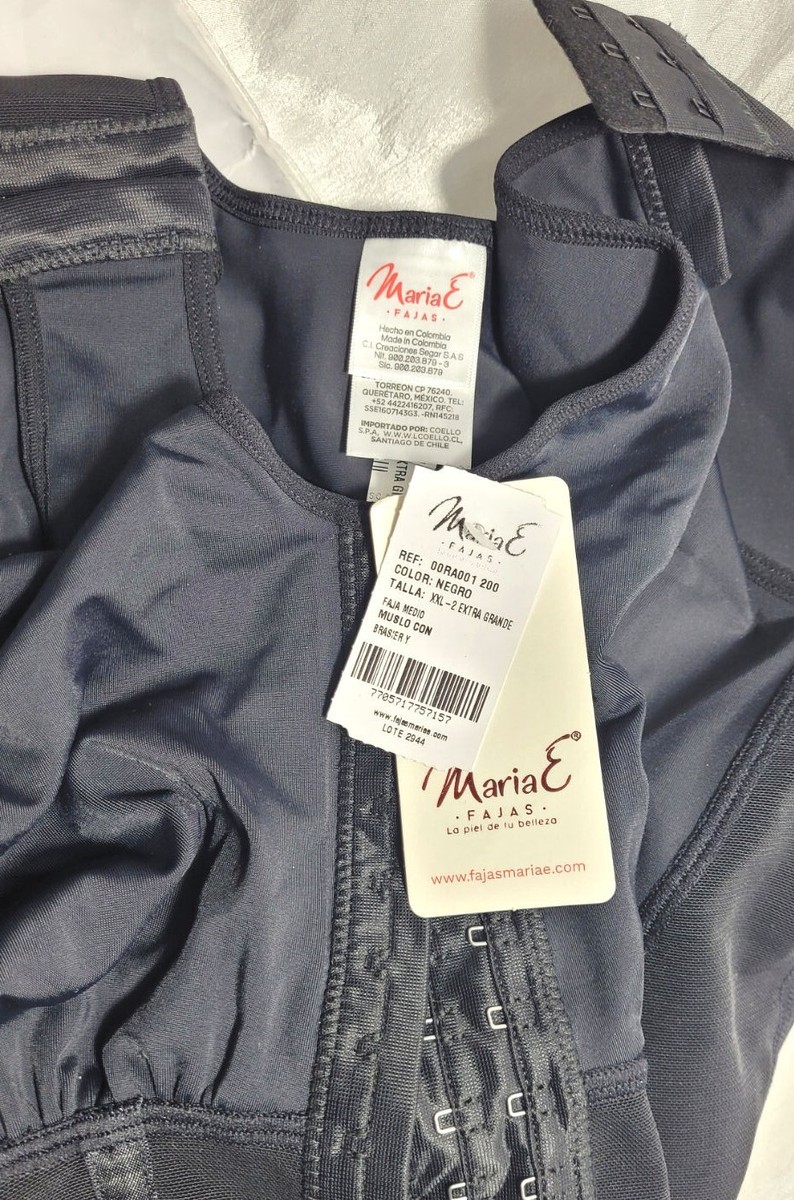 MariaE®
· FAJAS ·
Hecho en Colombia
Made in Colombia
C.I. Creaciones Segar S.A.S
Nit. 900.203.879 - 3
Sic. 900.203.879
TORREON CP 76240,
QUERÉTARO, MÉXICO. TEL:
+52 4422416207, RFC:
SSE1607143G3. -RN145218
IMPORTADO POR: COELLO
S.P.A, W.W.W.LCOELLO.CL,
SANTIAGO DE CHILE
XTRA G
MariaE
· FAJAS ·
REF: 00RA001 200
COLOR: NEGRO
TALLA: XXL-2 EXTRA GRANDE
FAJA MEDIO
MUSLO CON
BRASIER Y
7705717757157
www.fajasmariae.com
LOTE 2944
MariaE®
· FAJAS ·
La piel de tu belleza
www.fajasmariae.com